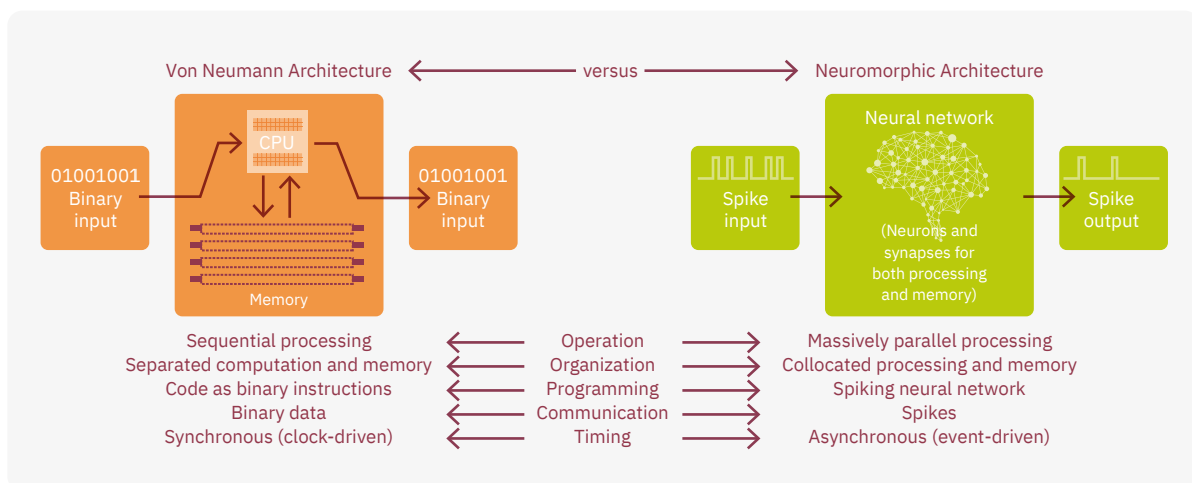 Von Neumann Architecture versus Neuromorphic Architecture
01001001
Binary
input
CPU
Memory
01001001
Binary
input
Spike
input
Neural network
(Neurons and
synapses for
both processing
and memory)
Spike
output
Sequential processing Operation Massively parallel processing
Separated computation and memory Organization Collocated processing and memory
Code as binary instructions Programming Spiking neural network
Binary data Communication Spikes
Synchronous (clock-driven) Timing Asynchronous (event-driven)